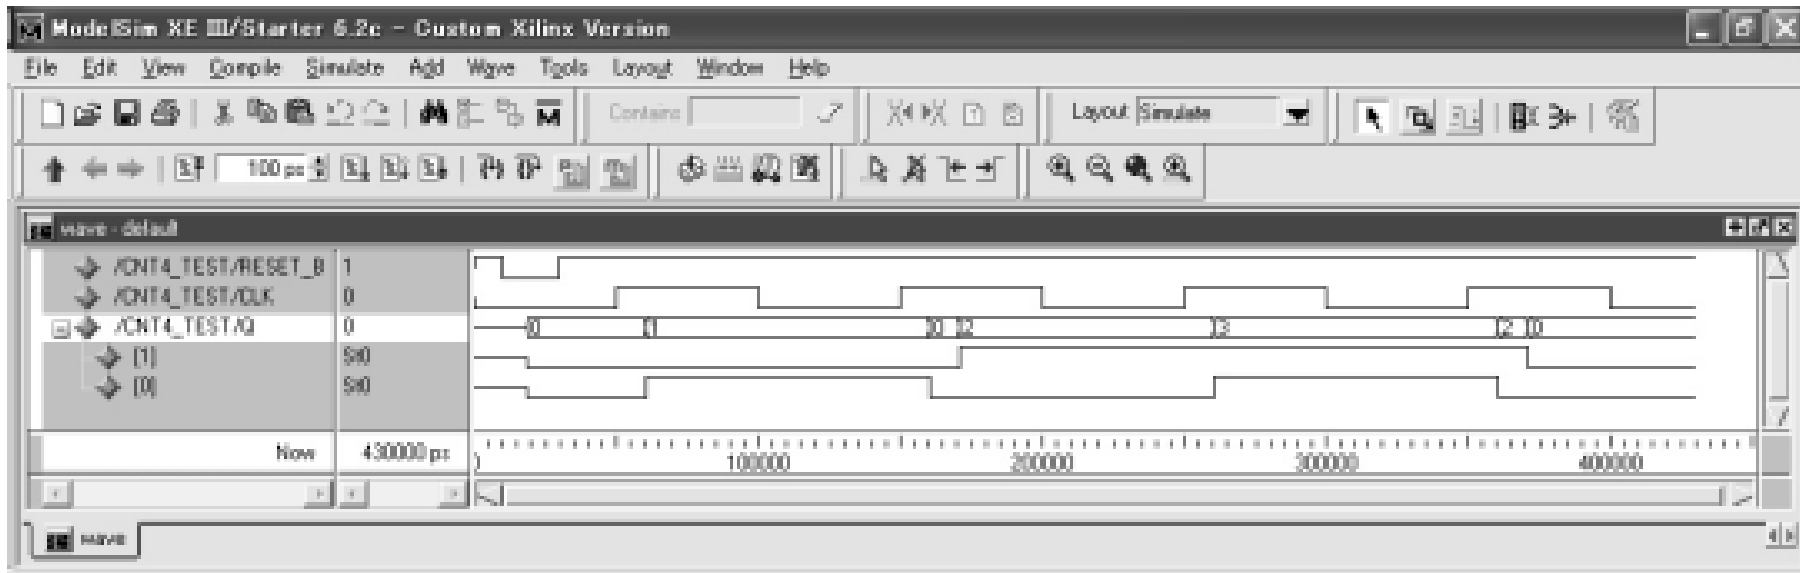 ModelSim XE III/Starter 6.2c - Custom Xilinx Version
File Edit View Compile Simulate Add Wave Tools Layout Window Help
Contains Layout Simulate
100 ps
wave - default
/CNT4_TEST/RESET_B 1
/CNT4_TEST/CLK 0
/CNT4_TEST/Q 0 0 1 0 2 3 2 0
[1] St0
[0] St0
Now 430000 ps 100000 200000 300000 400000
wave